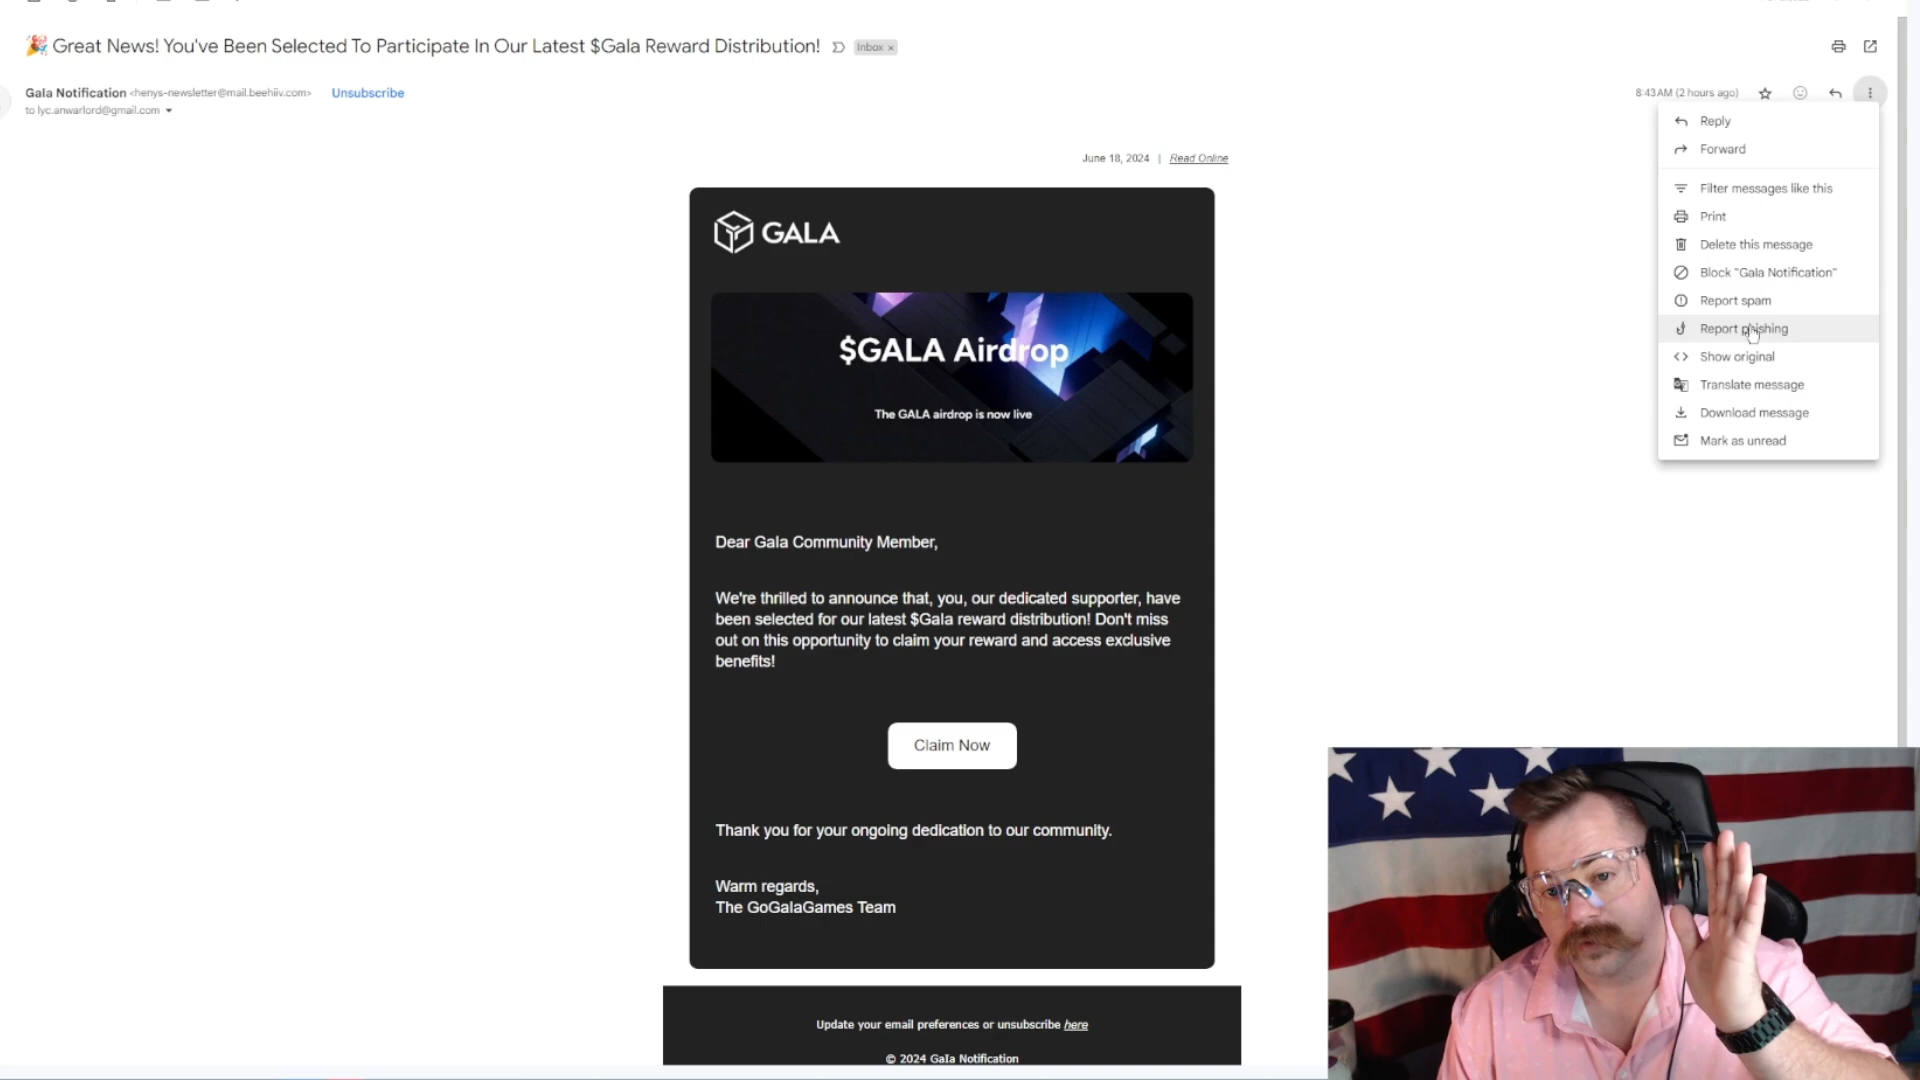 🎉 Great News! You've Been Selected To Participate In Our Latest $Gala Reward Distribution!
Inbox x
Gala Notification <henys-newsletter@mail.beehiiv.com> Unsubscribe
8:43 AM (2 hours ago)
to lyc.anwarlord@gmail.com
Reply
Forward
Filter messages like this
Print
Delete this message
Block "Gala Notification"
Report spam
Report phishing
Show original
Translate message
Download message
Mark as unread
June 18, 2024 | Read Online
GALA
$GALA Airdrop
The GALA airdrop is now live
Dear Gala Community Member,
We're thrilled to announce that, you, our dedicated supporter, have
been selected for our latest $Gala reward distribution! Don't miss
out on this opportunity to claim your reward and access exclusive
benefits!
Claim Now
Thank you for your ongoing dedication to our community.
Warm regards,
The GoGalaGames Team
Update your email preferences or unsubscribe here
© 2024 Gala Notification